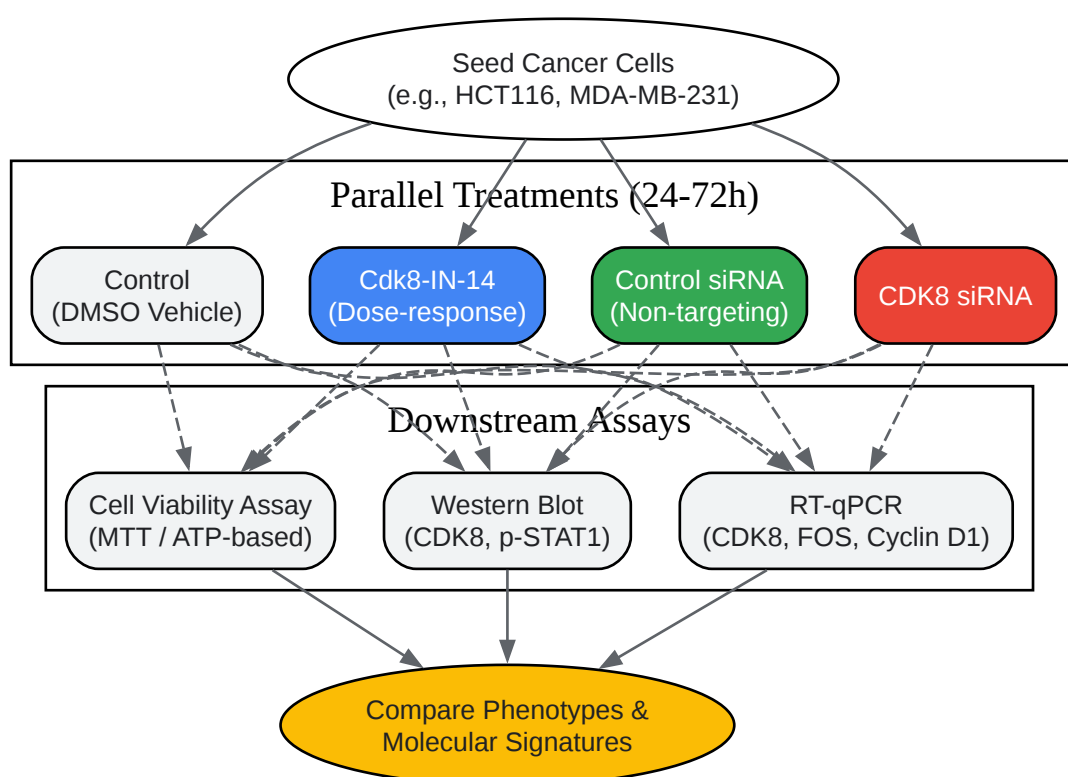 Seed Cancer Cells
(e.g., HCT116, MDA-MB-231)
Parallel Treatments (24-72h)
Control
(DMSO Vehicle)
Cdk8-IN-14
(Dose-response)
Control siRNA
(Non-targeting)
CDK8 siRNA
Downstream Assays
Cell Viability Assay
(MTT / ATP-based)
Western Blot
(CDK8, p-STAT1)
RT-qPCR
(CDK8, FOS, Cyclin D1)
Compare Phenotypes &
Molecular Signatures